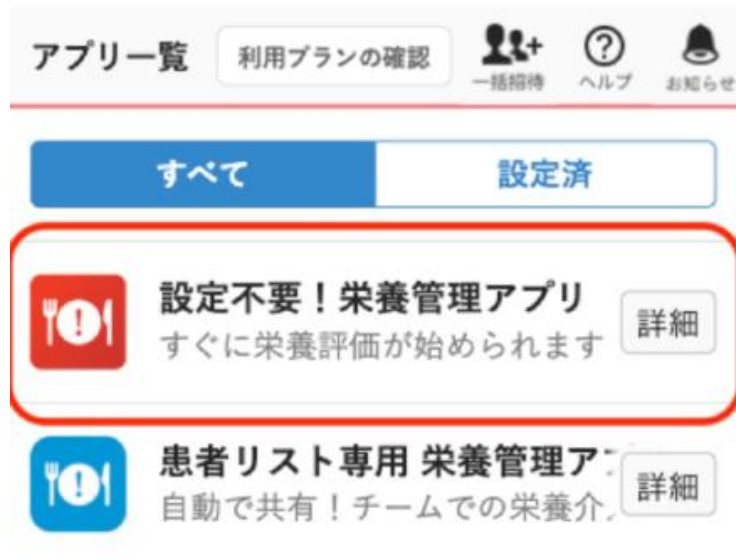 アプリ一覧
利用プランの確認
一括招待
ヘルプ
お知らせ
すべて
設定済
設定不要！栄養管理アプリ
すぐに栄養評価が始められます
詳細
患者リスト専用 栄養管理ア
自動で共有！チームでの栄養介
詳細